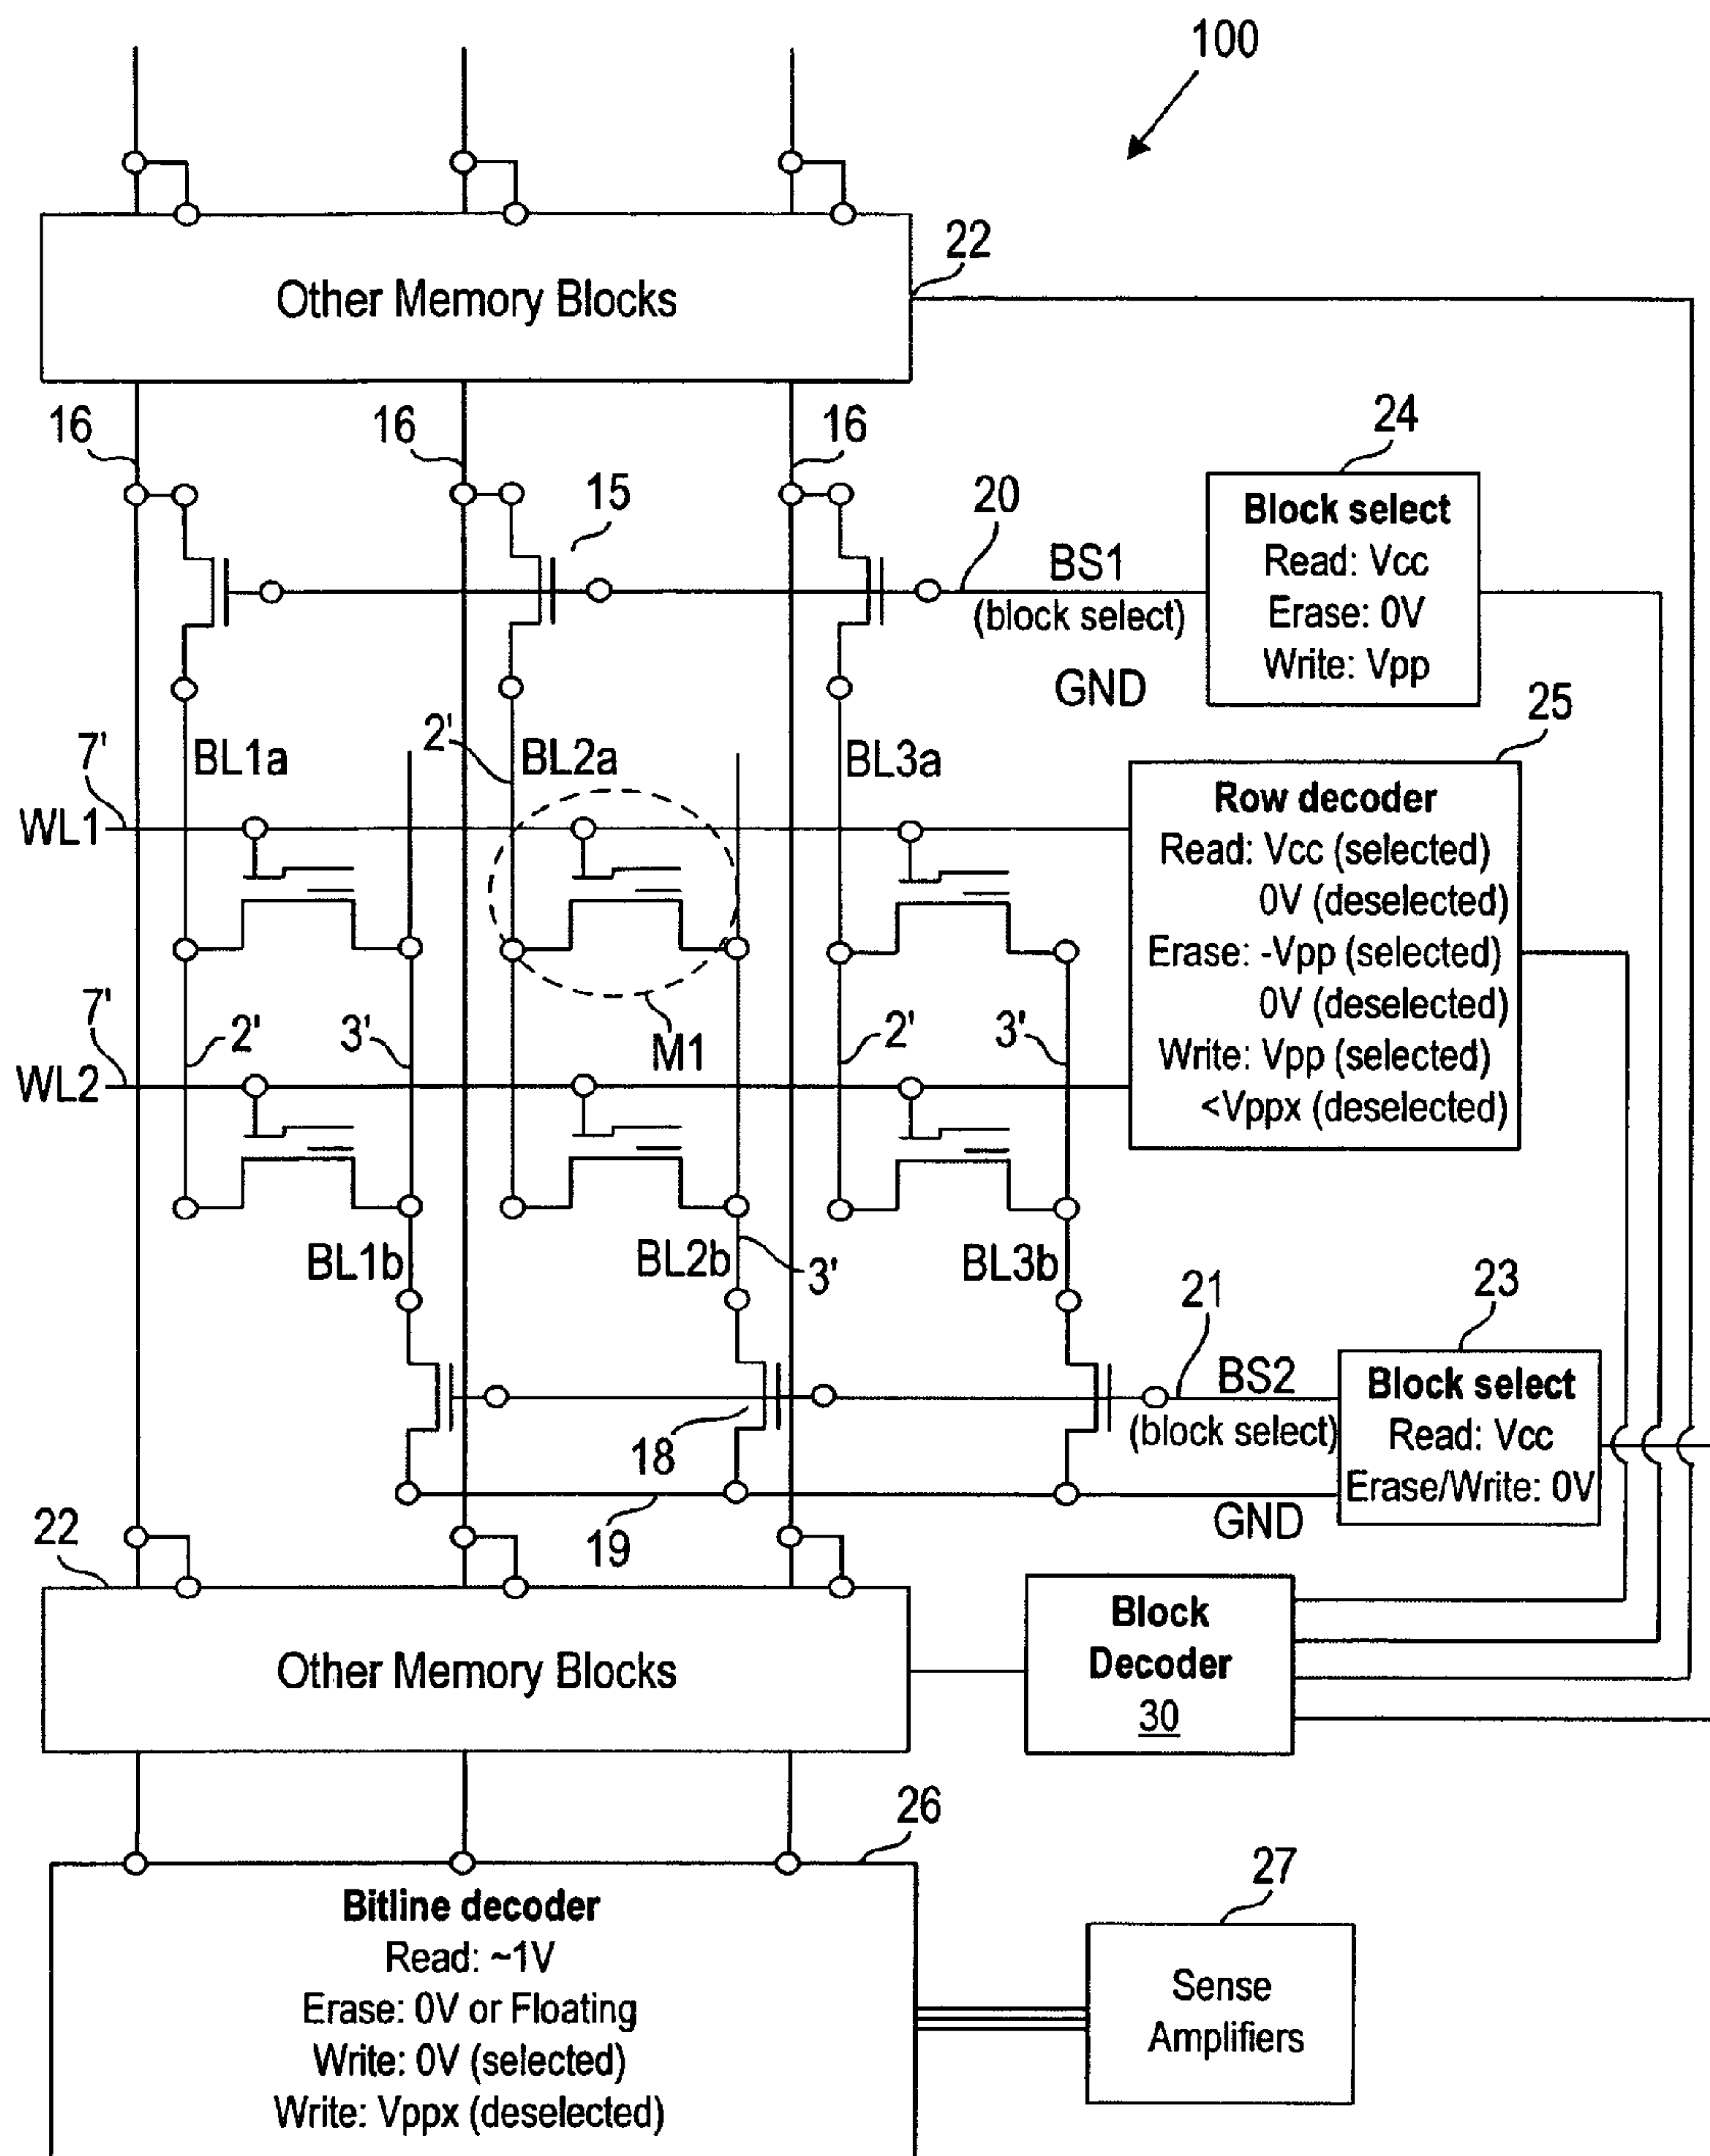 100
Other Memory Blocks
22
16
16
16
15
20
BS1
(block select)
GND
24
Block select
Read: Vcc
Erase: 0V
Write: Vpp
25
Row decoder
Read: Vcc (selected)
0V (deselected)
Erase: -Vpp (selected)
0V (deselected)
Write: Vpp (selected)
<Vppx (deselected)
7'
WL1
BL1a
2'
BL2a
BL3a
M1
7'
WL2
2'
3'
2'
3'
BL1b
BL2b
3'
BL3b
21
BS2
(block select)
23
Block select
Read: Vcc
Erase/Write: 0V
18
19
GND
22
Other Memory Blocks
Block
Decoder
30
26
Bitline decoder
Read: ~1V
Erase: 0V or Floating
Write: 0V (selected)
Write: Vppx (deselected)
27
Sense
Amplifiers